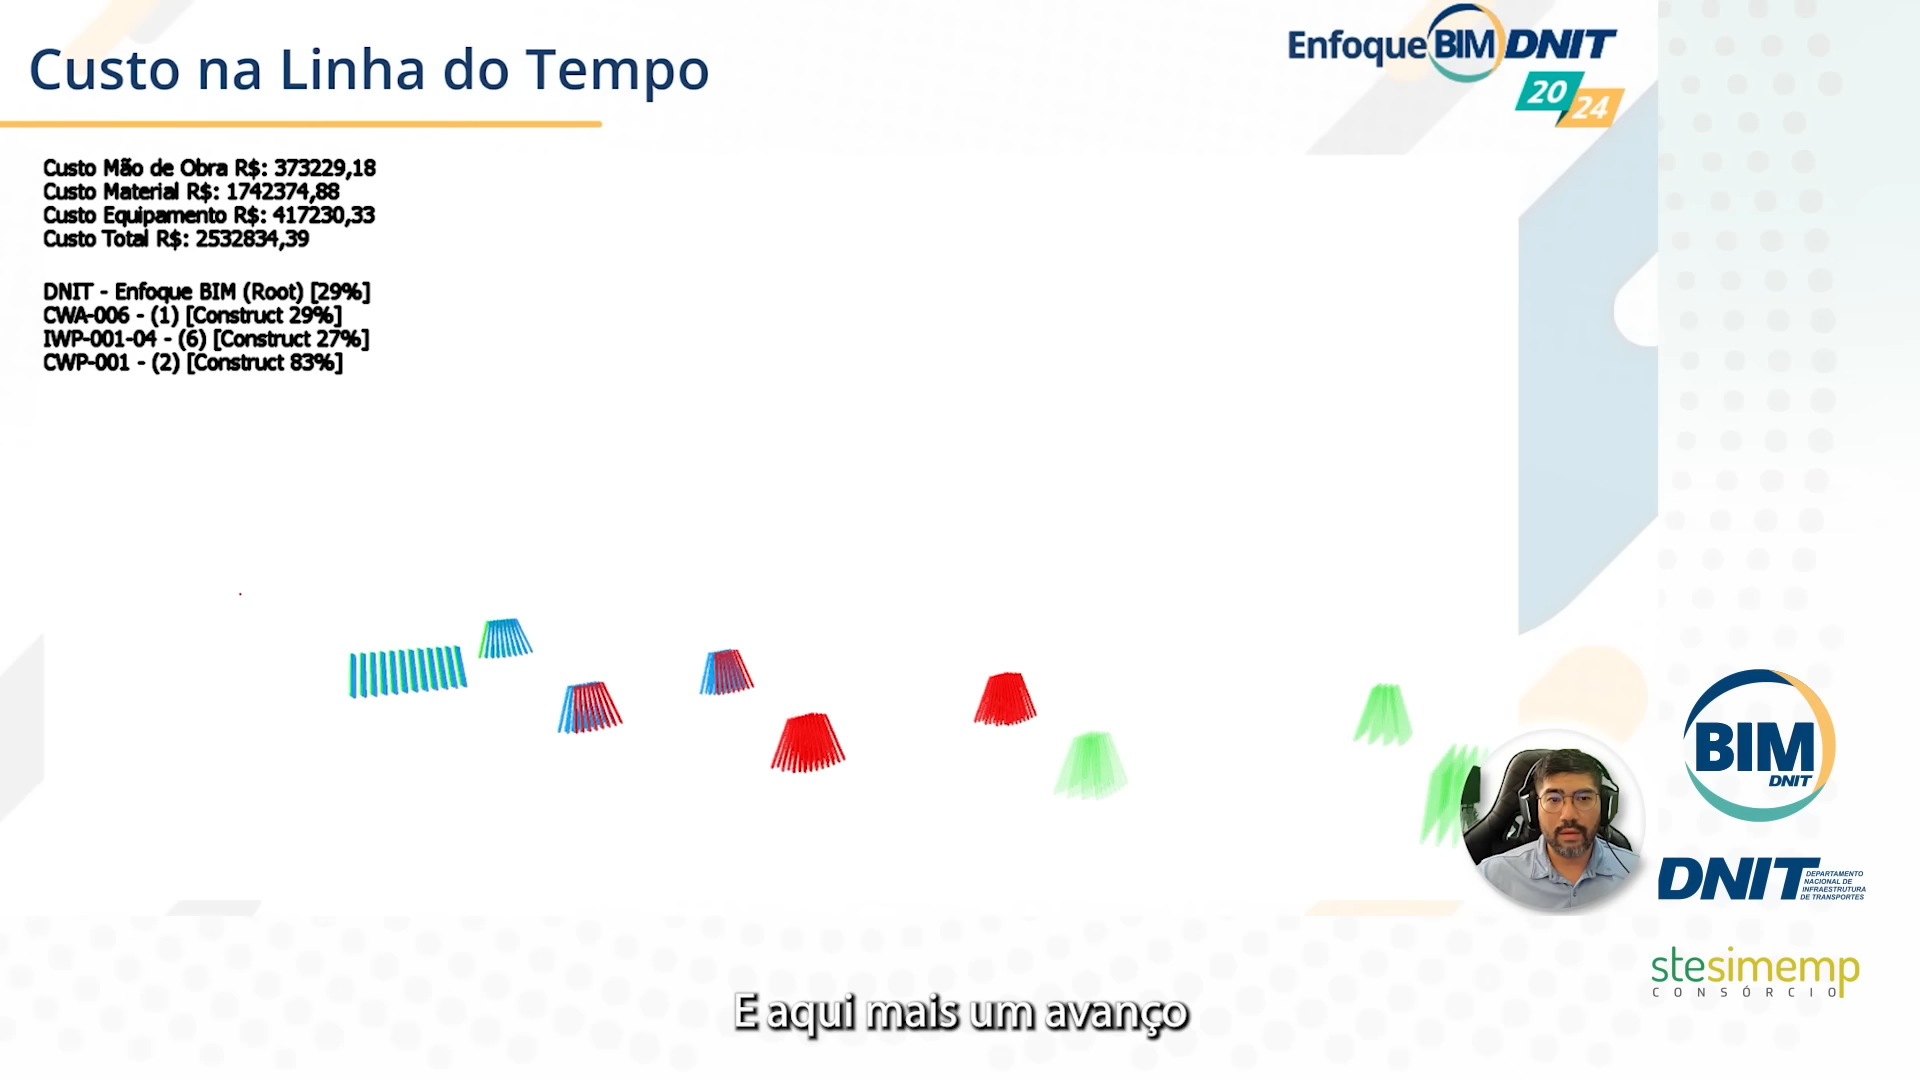 Custo na Linha do Tempo
Enfoque BIM DNIT
20 24
Custo Mão de Obra R$: 373229,18
Custo Material R$: 1742374,88
Custo Equipamento R$: 417230,33
Custo Total R$: 2532834,39
DNIT - Enfoque BIM (Root) [29%]
CWA-006 - (1) [Construct 29%]
IWP-001-04 - (6) [Construct 27%]
CWP-001 - (2) [Construct 83%]
BIM
DNIT
DNIT
DEPARTAMENTO
NACIONAL DE
INFRAESTRUTURA
DE TRANSPORTES
stesimemp
CONSÓRCIO
E aqui mais um avanço